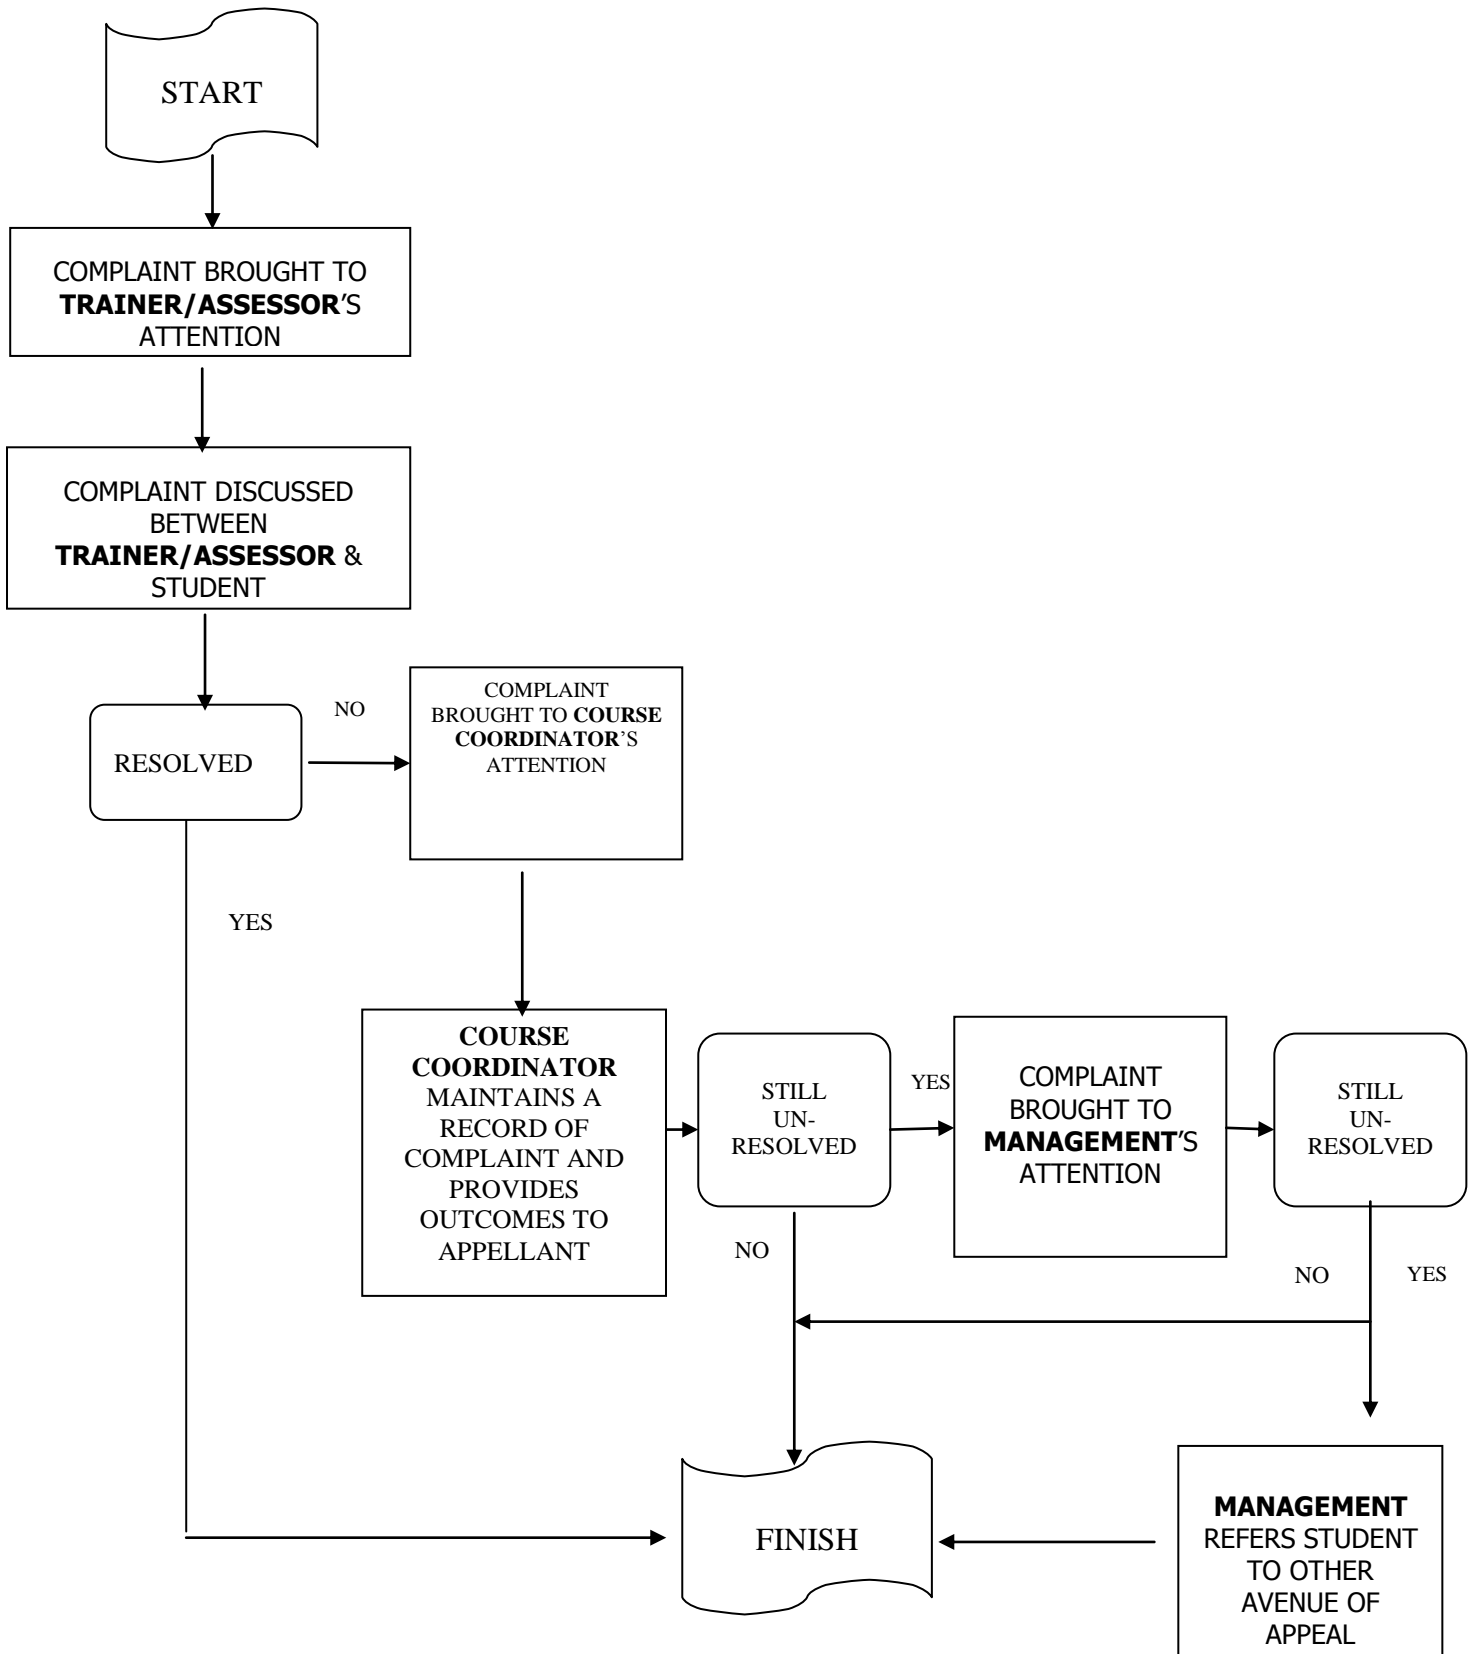 START
COMPLAINT BROUGHT TO
TRAINER/ASSESSOR'S
ATTENTION
COMPLAINT DISCUSSED
BETWEEN
TRAINER/ASSESSOR &
STUDENT
RESOLVED
NO
COMPLAINT
BROUGHT TO COURSE
COORDINATOR'S
ATTENTION
YES
COURSE
COORDINATOR
MAINTAINS A
RECORD OF
COMPLAINT AND
PROVIDES
OUTCOMES TO
APPELLANT
STILL
UN-
RESOLVED
YES
COMPLAINT
BROUGHT TO
MANAGEMENT'S
ATTENTION
STILL
UN-
RESOLVED
NO
NO
YES
FINISH
MANAGEMENT
REFERS STUDENT
TO OTHER
AVENUE OF
APPEAL